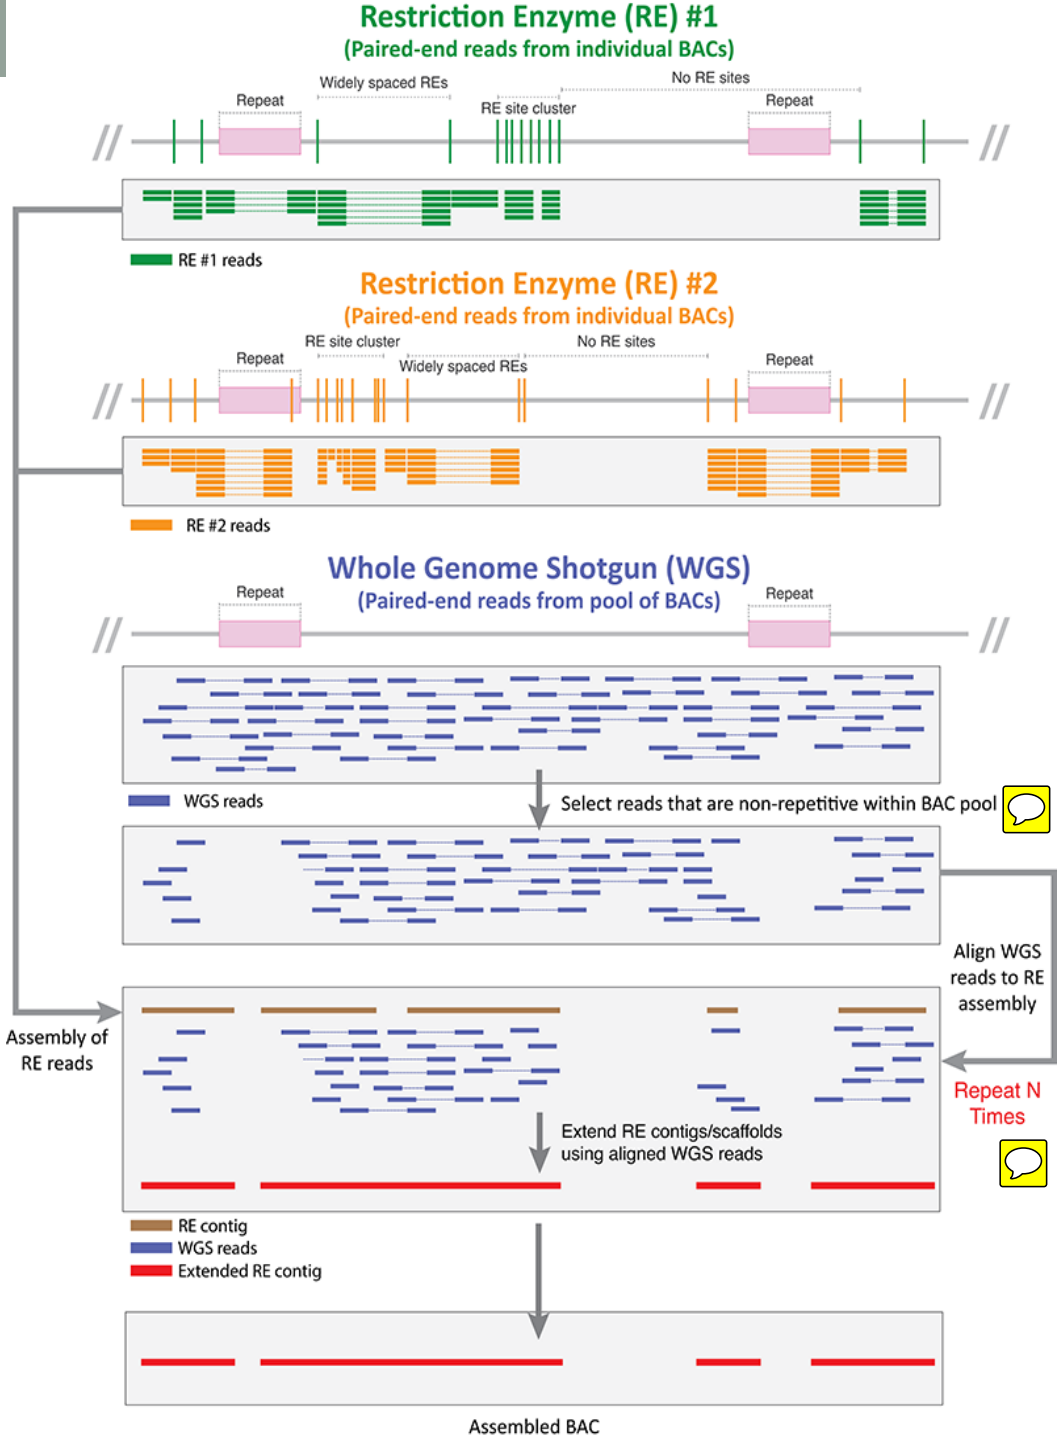 Restriction Enzyme (RE) #1
(Paired-end reads from individual BACs)
No RE sites
Widely spaced REs
Repeat
RE site cluster
Repeat
RE #1 reads
Restriction Enzyme (RE) #2
(Paired-end reads from individual BACs)
RE site cluster
No RE sites
Repeat
Widely spaced REs
Repeat
RE #2 reads
Whole Genome Shotgun (WGS)
(Paired-end reads from pool of BACs)
Repeat
Repeat
WGS reads
Select reads that are non-repetitive within BAC pool
Align WGS
reads to RE
assembly
Assembly of
RE reads
Repeat N
Times
Extend RE contigs/scaffolds
using aligned WGS reads
RE contig
WGS reads
Extended RE contig
Assembled BAC